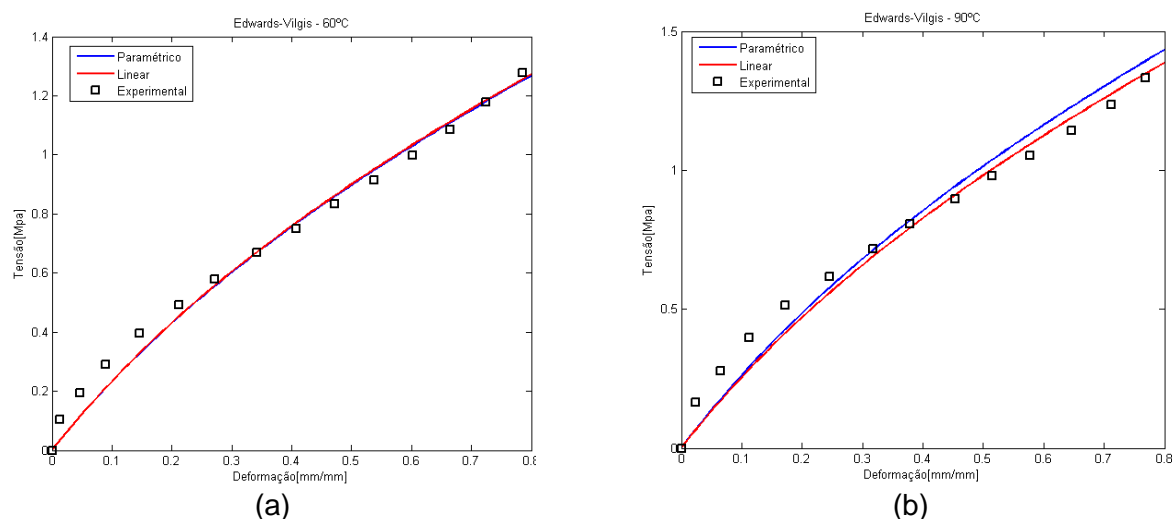 Edwards-Vilgis - 60ºC
Paramétrico
Linear
Experimental
1.4
1.2
1
0.8
0.6
0.4
0.2
0
Tensão[Mpa]
0 0.1 0.2 0.3 0.4 0.5 0.6 0.7 0.8
Deformação[mm/mm]
(a)
Edwards-Vilgis - 90ºC
Paramétrico
Linear
Experimental
1.5
1
0.5
0
Tensão[Mpa]
0 0.1 0.2 0.3 0.4 0.5 0.6 0.7 0.8
Deformação[mm/mm]
(b)